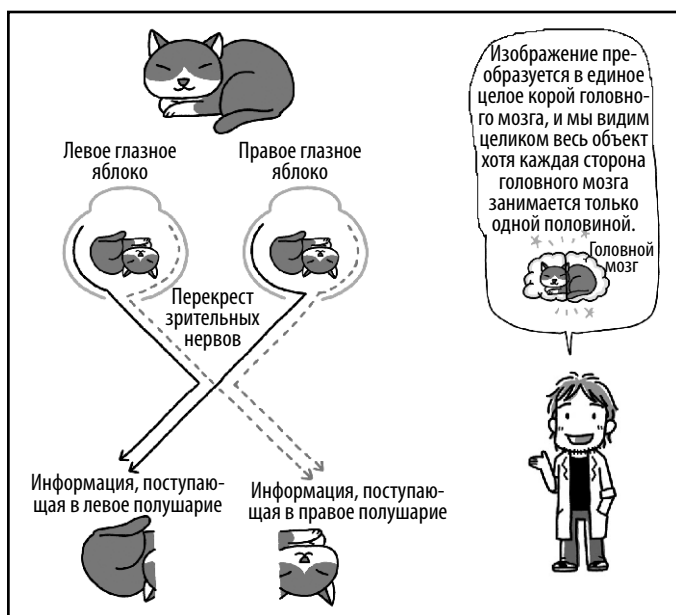 Левое глазное
яблоко
Правое глазное
яблоко
Перекрест
зрительных
нервов
Информация, поступаю-
щая в левое полушарие
Информация, поступаю-
щая в правое полушарие
Изображение пре-
образуется в единое
целое корой головно-
го мозга, и мы видим
целиком весь объект
хотя каждая сторона
головного мозга
занимается только
одной половиной.
Головной
мозг